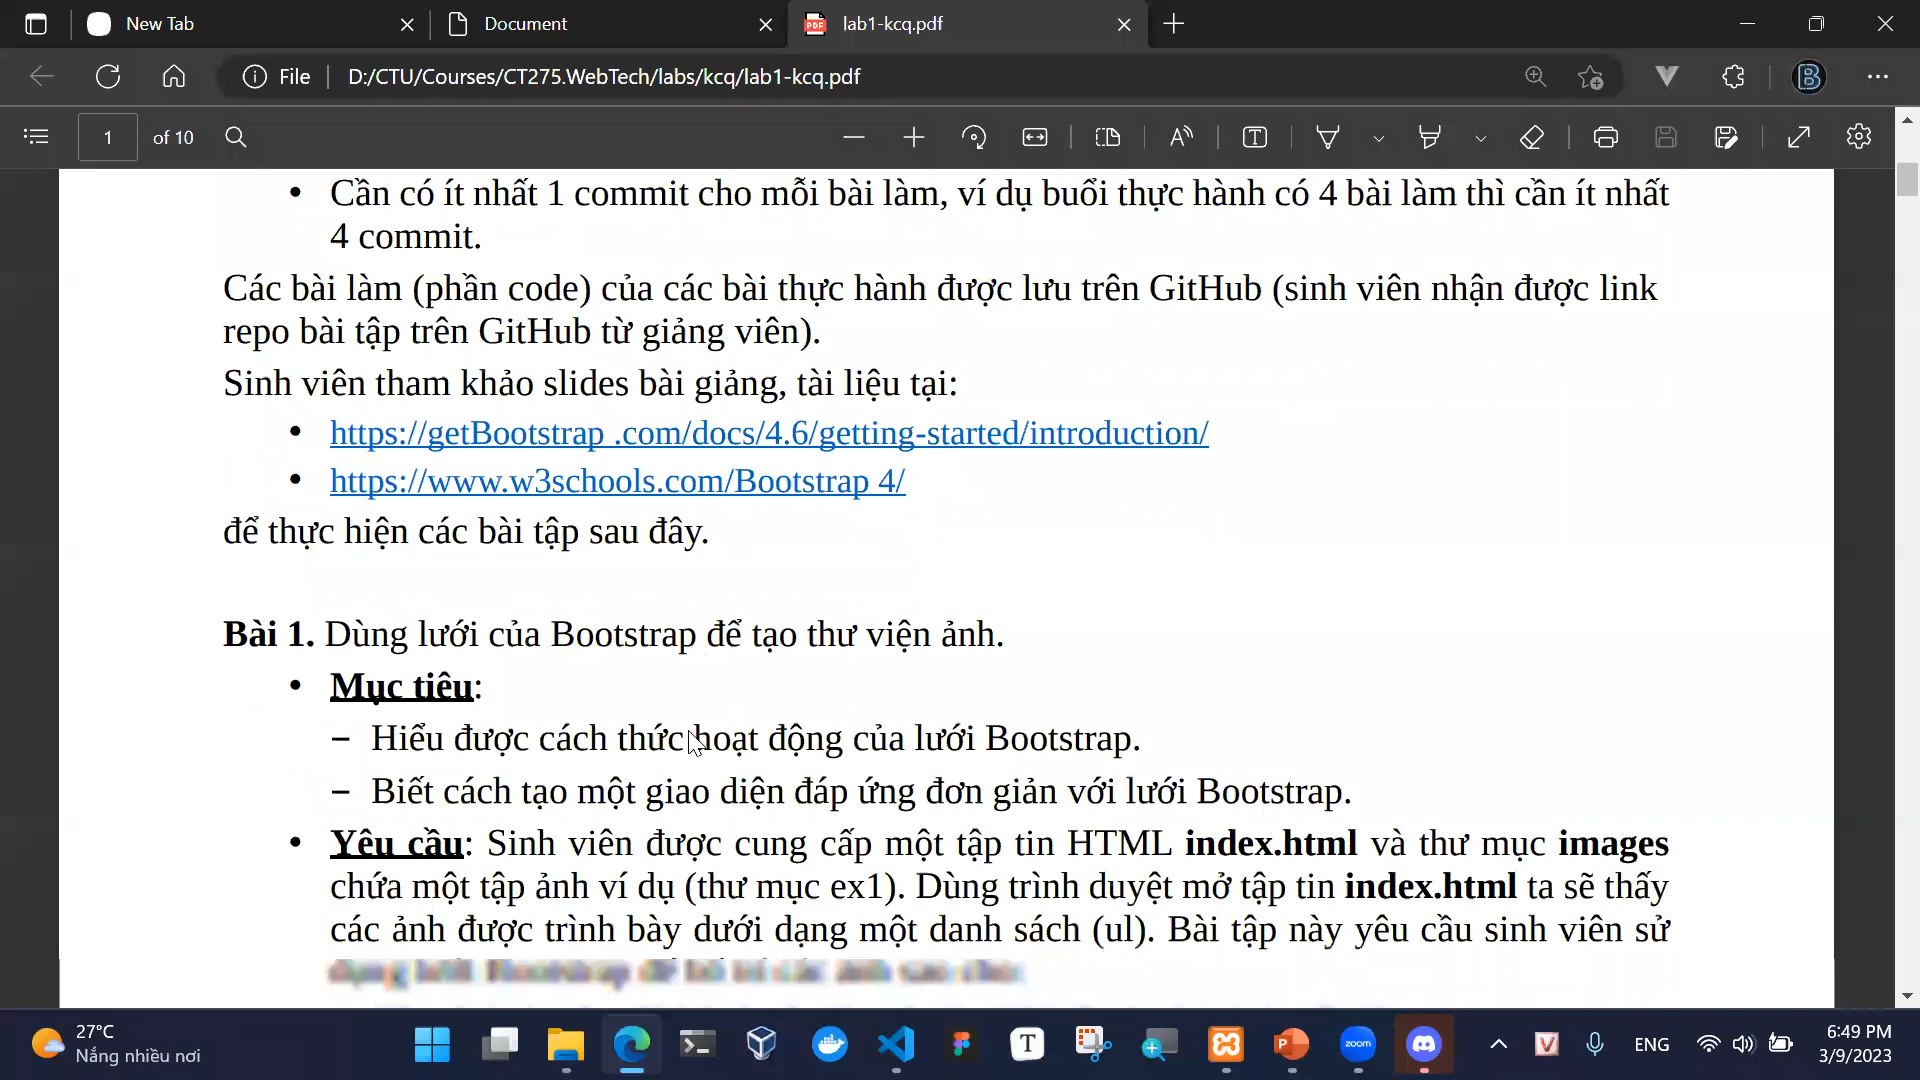 New Tab
Document
lab1-kcq.pdf
File
D:/CTU/Courses/CT275.WebTech/labs/kcq/lab1-kcq.pdf
1
of 10
• Cần có ít nhất 1 commit cho mỗi bài làm, ví dụ buổi thực hành có 4 bài làm thì cần ít nhất
4 commit.
Các bài làm (phần code) của các bài thực hành được lưu trên GitHub (sinh viên nhận được link
repo bài tập trên GitHub từ giảng viên).
Sinh viên tham khảo slides bài giảng, tài liệu tại:
• https://getBootstrap .com/docs/4.6/getting-started/introduction/
• https://www.w3schools.com/Bootstrap 4/
để thực hiện các bài tập sau đây.
Bài 1. Dùng lưới của Bootstrap để tạo thư viện ảnh.
• Mục tiêu:
− Hiểu được cách thức hoạt động của lưới Bootstrap.
− Biết cách tạo một giao diện đáp ứng đơn giản với lưới Bootstrap.
• Yêu cầu: Sinh viên được cung cấp một tập tin HTML index.html và thư mục images
chứa một tập ảnh ví dụ (thư mục ex1). Dùng trình duyệt mở tập tin index.html ta sẽ thấy
các ảnh được trình bày dưới dạng một danh sách (ul). Bài tập này yêu cầu sinh viên sử
27°C
Nắng nhiều nơi
zoom
ENG
6:49 PM
3/9/2023